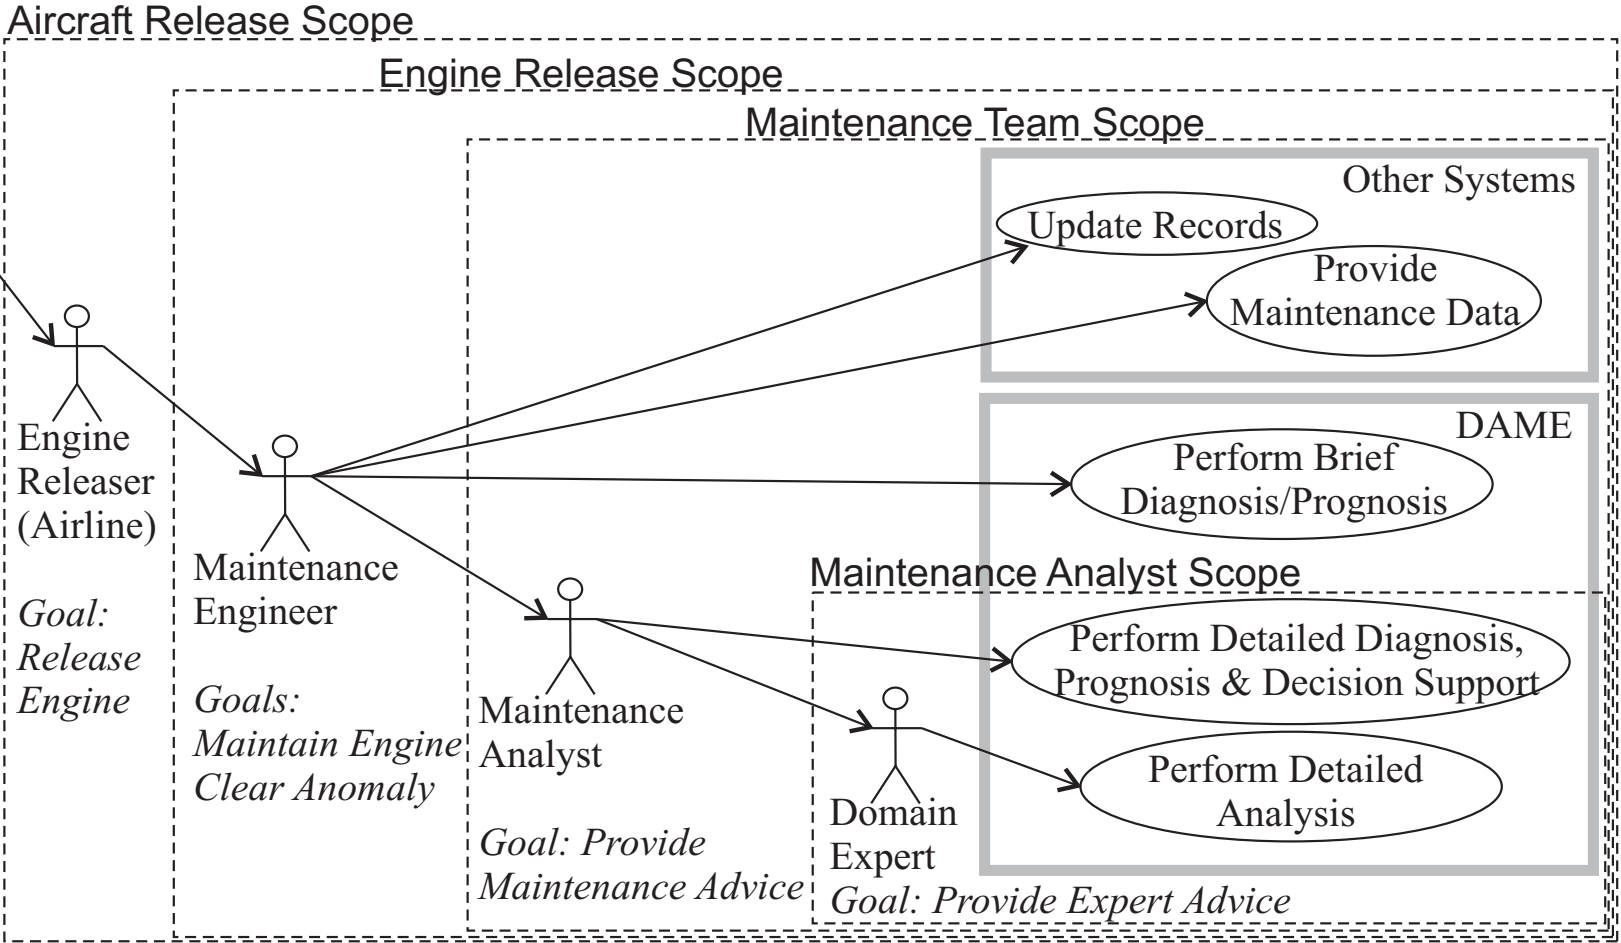 Aircraft Release Scope
Engine Release Scope
Maintenance Team Scope
Other Systems
Update Records
Provide
Maintenance Data
DAME
Perform Brief
Diagnosis/Prognosis
Maintenance Analyst Scope
Perform Detailed Diagnosis,
Prognosis & Decision Support
Perform Detailed
Analysis
Engine
Releaser
(Airline)
Goal:
Release
Engine
Maintenance
Engineer
Goals:
Maintain Engine
Clear Anomaly
Maintenance
Analyst
Goal: Provide
Maintenance Advice
Domain
Expert
Goal: Provide Expert Advice